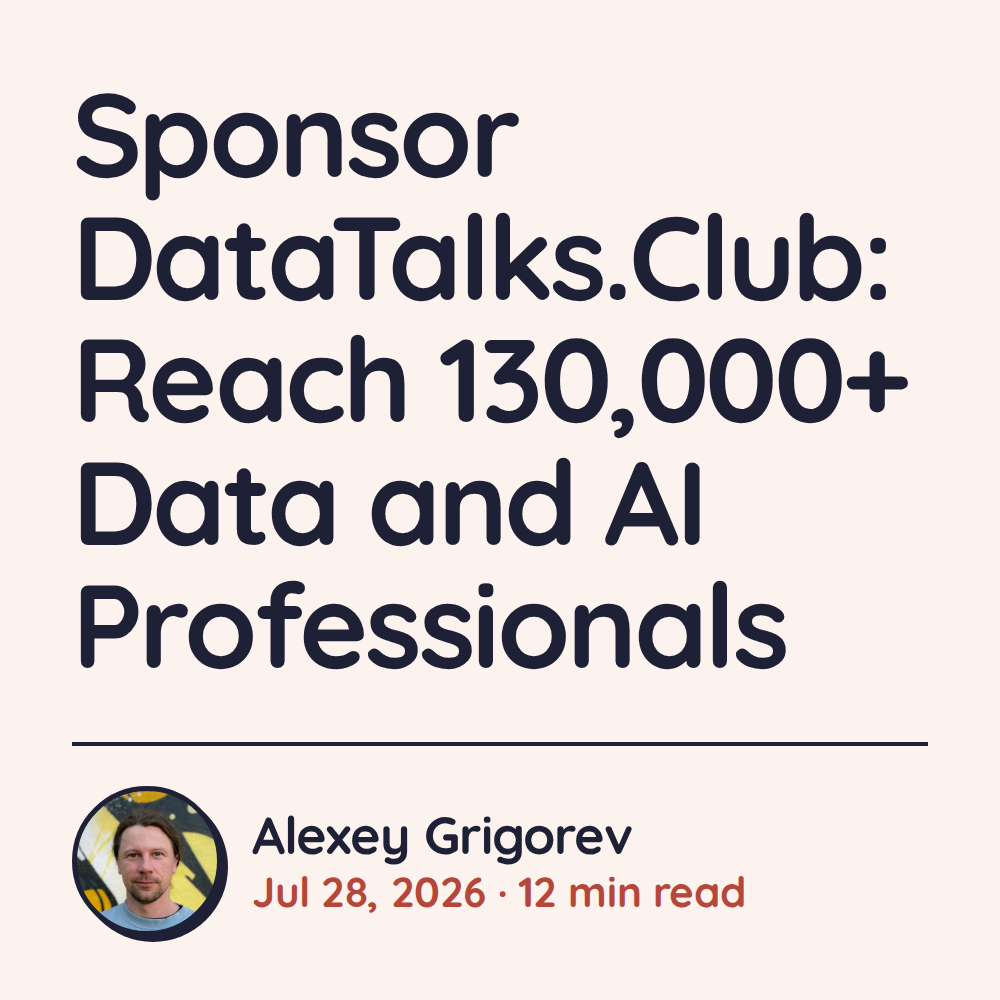 Sponsor
DataTalks.Club:
Reach 130,000+
Data and AI
Professionals
Alexey Grigorev
Jul 28, 2026 · 12 min read